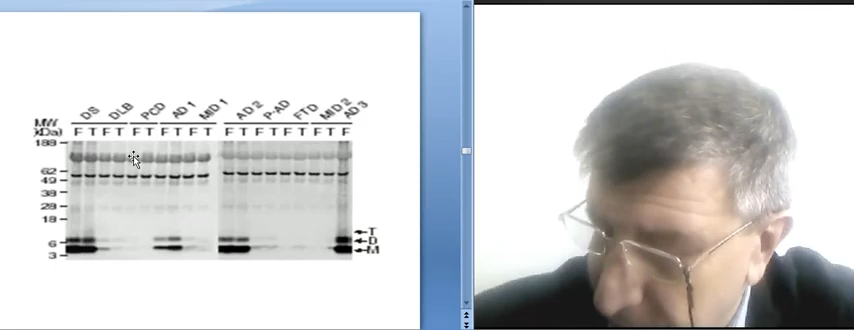 DS DLB PCD AD 1 MID 1 AD 2 P-AD FTD MID 2 AD 3
MW
(kDa) F T F T F T F T F T F T F T F T F T F
188
62
49
38
28
18
T
6 D
3 M